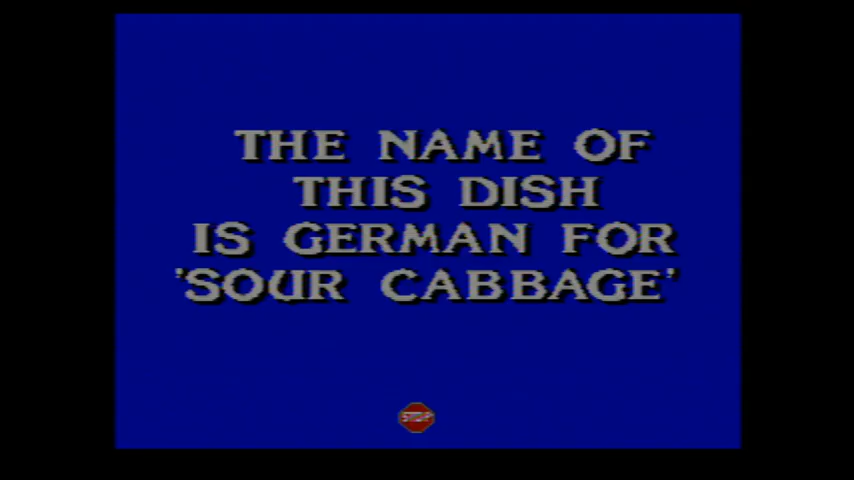 THE NAME OF
THIS DISH
IS GERMAN FOR
'SOUR CABBAGE'
STOP